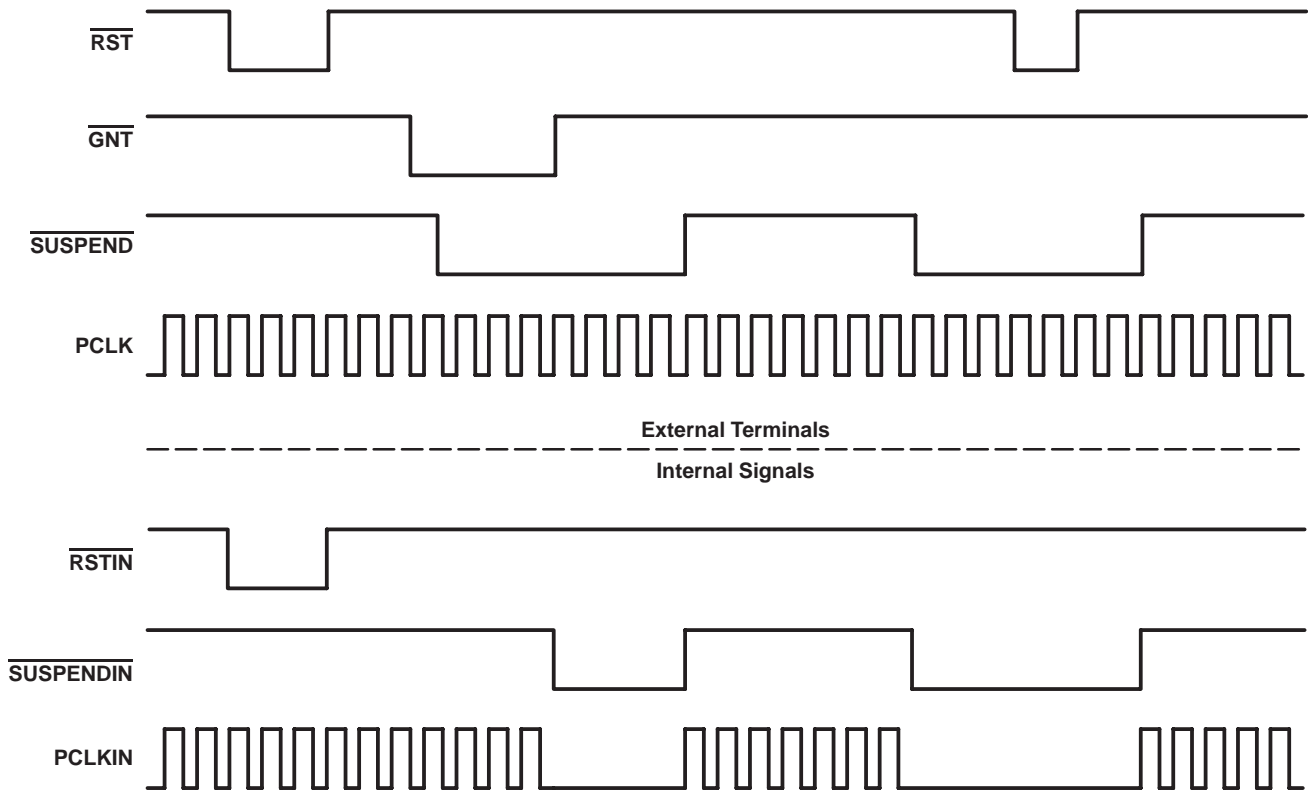 RST
GNT
SUSPEND
PCLK
External Terminals
Internal Signals
RSTIN
SUSPENDIN
PCLKIN